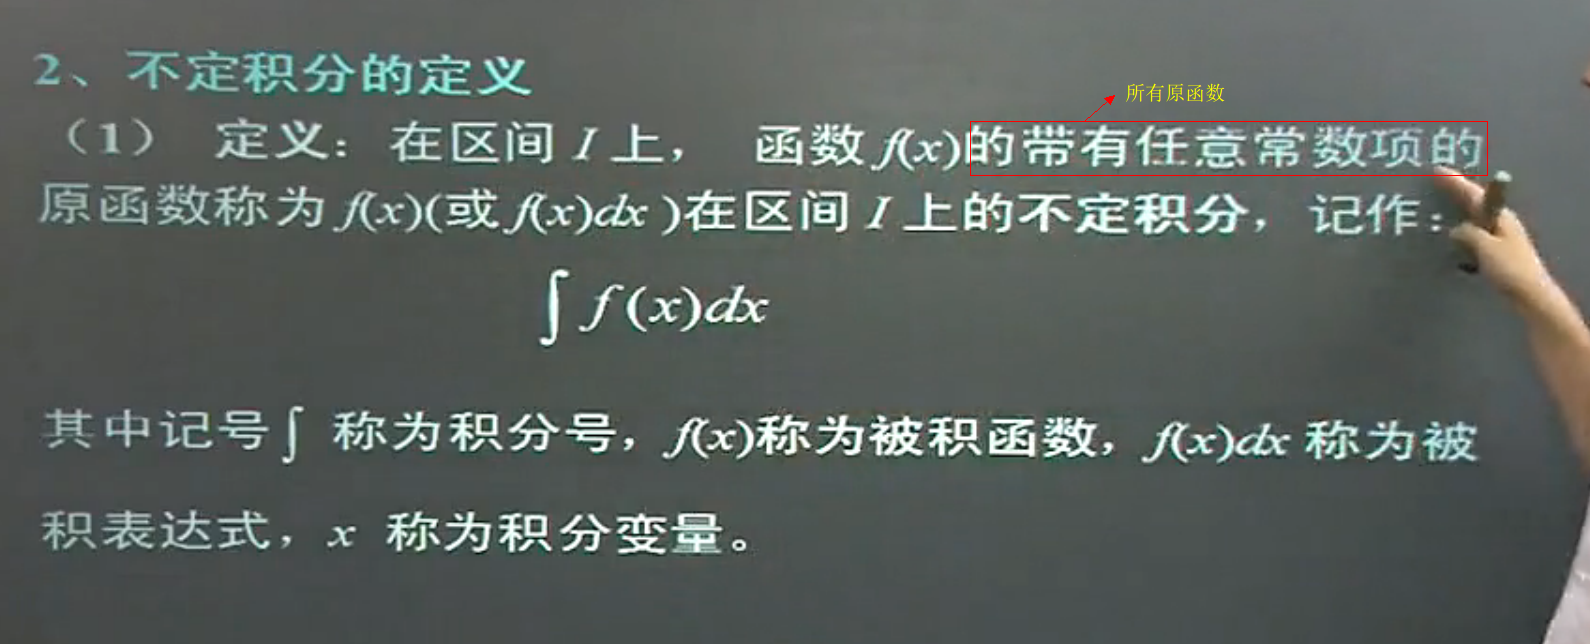 2、不定积分的定义
所有原函数
（1） 定义：在区间 I 上， 函数 f(x)的带有任意常数项的
原函数称为 f(x)(或 f(x)dx )在区间 I 上的不定积分，记作：
∫ f (x)dx
其中记号∫ 称为积分号，f(x)称为被积函数，f(x)dx 称为被
积表达式，x 称为积分变量。